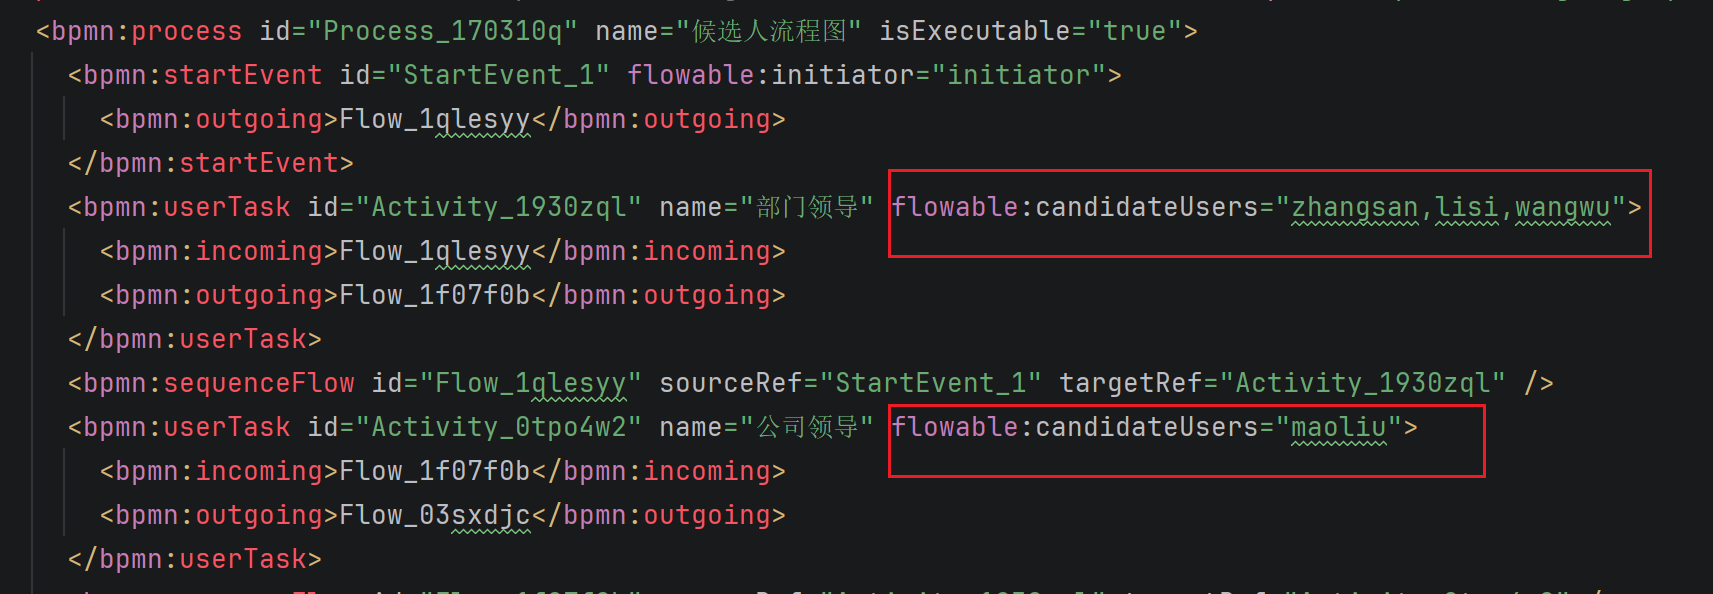 <bpmn:process id="Process_170310q" name="候选人流程图" isExecutable="true">
<bpmn:startEvent id="StartEvent_1" flowable:initiator="initiator">
<bpmn:outgoing>Flow_1qlesyy</bpmn:outgoing>
</bpmn:startEvent>
<bpmn:userTask id="Activity_1930zql" name="部门领导" flowable:candidateUsers="zhangsan,lisi,wangwu">
<bpmn:incoming>Flow_1qlesyy</bpmn:incoming>
<bpmn:outgoing>Flow_1f07f0b</bpmn:outgoing>
</bpmn:userTask>
<bpmn:sequenceFlow id="Flow_1qlesyy" sourceRef="StartEvent_1" targetRef="Activity_1930zql" />
<bpmn:userTask id="Activity_0tpo4w2" name="公司领导" flowable:candidateUsers="maoliu">
<bpmn:incoming>Flow_1f07f0b</bpmn:incoming>
<bpmn:outgoing>Flow_03sxdjc</bpmn:outgoing>
</bpmn:userTask>